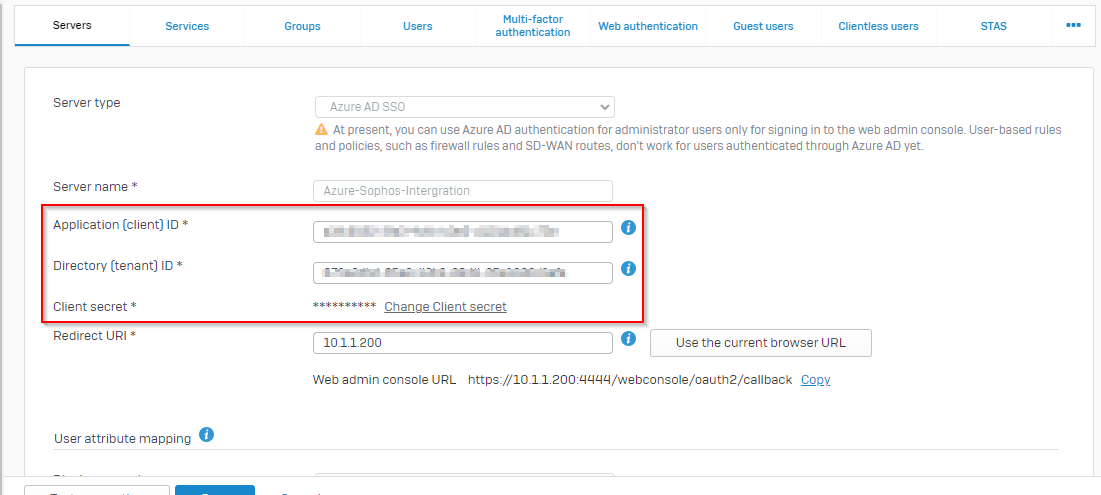 Servers
Services
Groups
Users
Multi-factor
authentication
Web authentication
Guest users
Clientless users
STAS
Server type
Azure AD SSO
At present, you can use Azure AD authentication for administrator users only for signing in to the web admin console. User-based rules
and policies, such as firewall rules and SD-WAN routes, don't work for users authenticated through Azure AD yet.
Server name *
Azure-Sophos-Intergration
Application (client) ID *
Directory (tenant) ID *
Client secret *
********** Change Client secret
Redirect URI *
10.1.1.200
Use the current browser URL
Web admin console URL https://10.1.1.200:4444/webconsole/oauth2/callback Copy
User attribute mapping